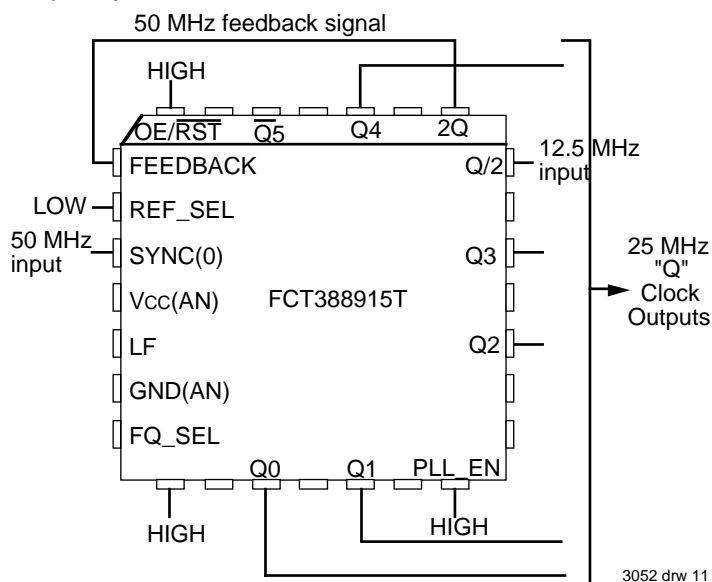 50 MHz feedback signal
HIGH
OE/RST Q5 Q4 2Q
FEEDBACK
Q/2
12.5 MHz
input
LOW
REF_SEL
50 MHz
input
SYNC(0)
Q3
25 MHz
"Q"
Clock
Outputs
VCC(AN)
FCT388915T
LF
Q2
GND(AN)
FQ_SEL
Q0 Q1 PLL_EN
HIGH
HIGH
3052 drw 11